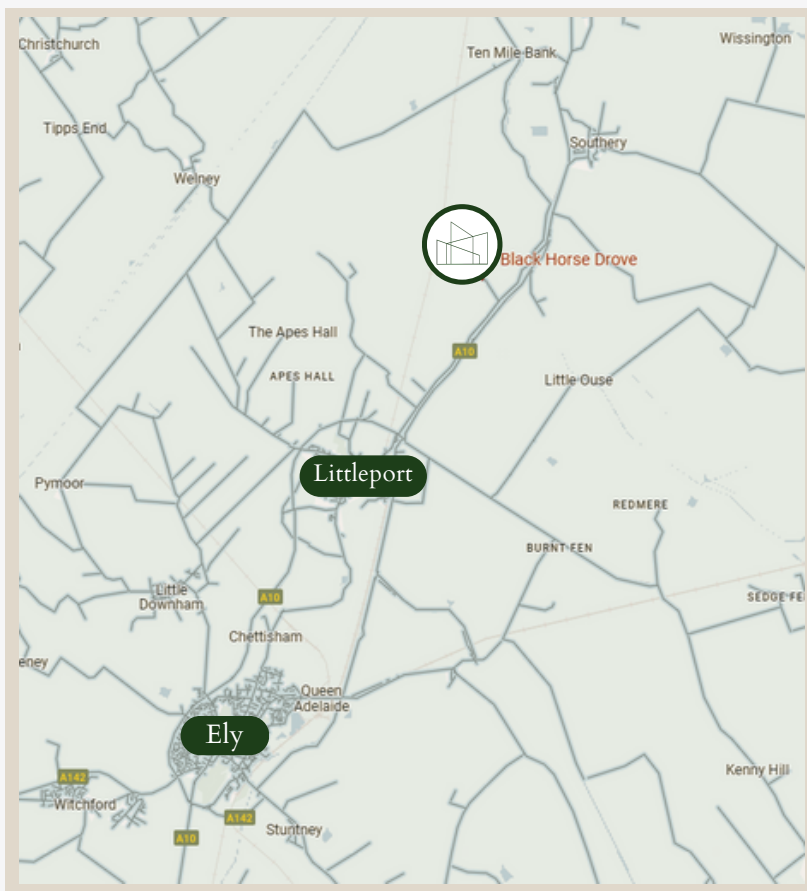 Christchurch
Ten Mile Bank
Wissington
Tipps End
Southery
Welney
Black Horse Drove
The Apes Hall
A10
APES HALL
Little Ouse
Littleport
Pymoor
REDMERE
BURNT FEN
Little
Downham
A10
SEDGE FE
Chettisham
eney
Queen
Adelaide
Ely
A142
Kenny Hill
Witchford
A142
Stuntney
A10